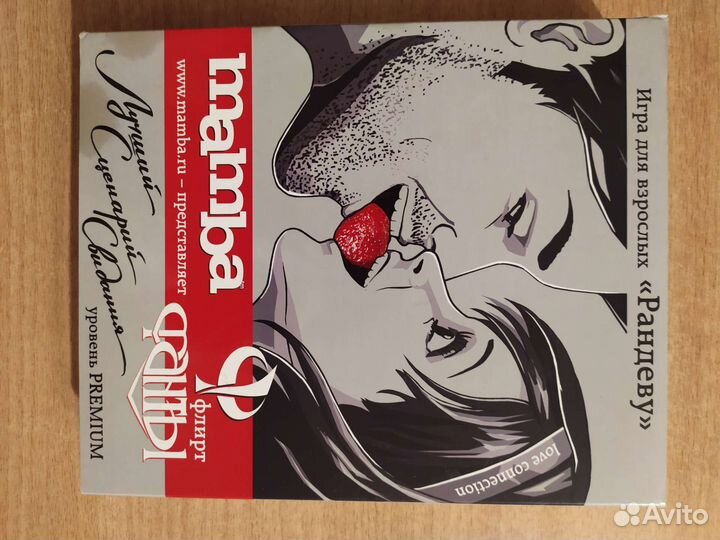 Игра для взрослых «Рандеву»
love connection
mamba
www.mamba.ru – представляет
флирт
фанты
Лучший
Сценарий
Свидания
уровень PREMIUM
Avito